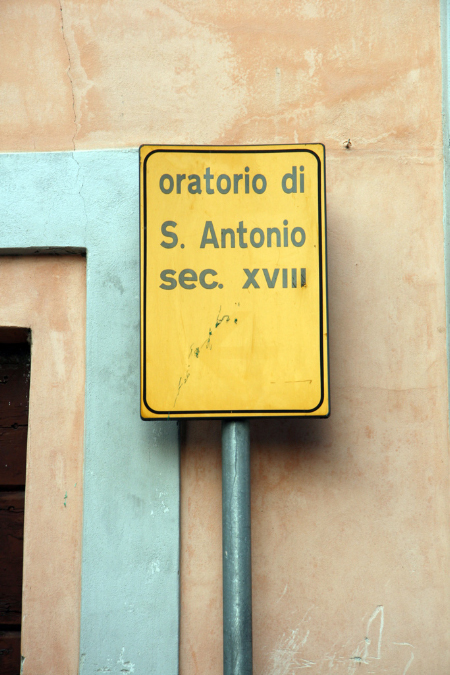 oratorio di
S. Antonio
sec. XVIII